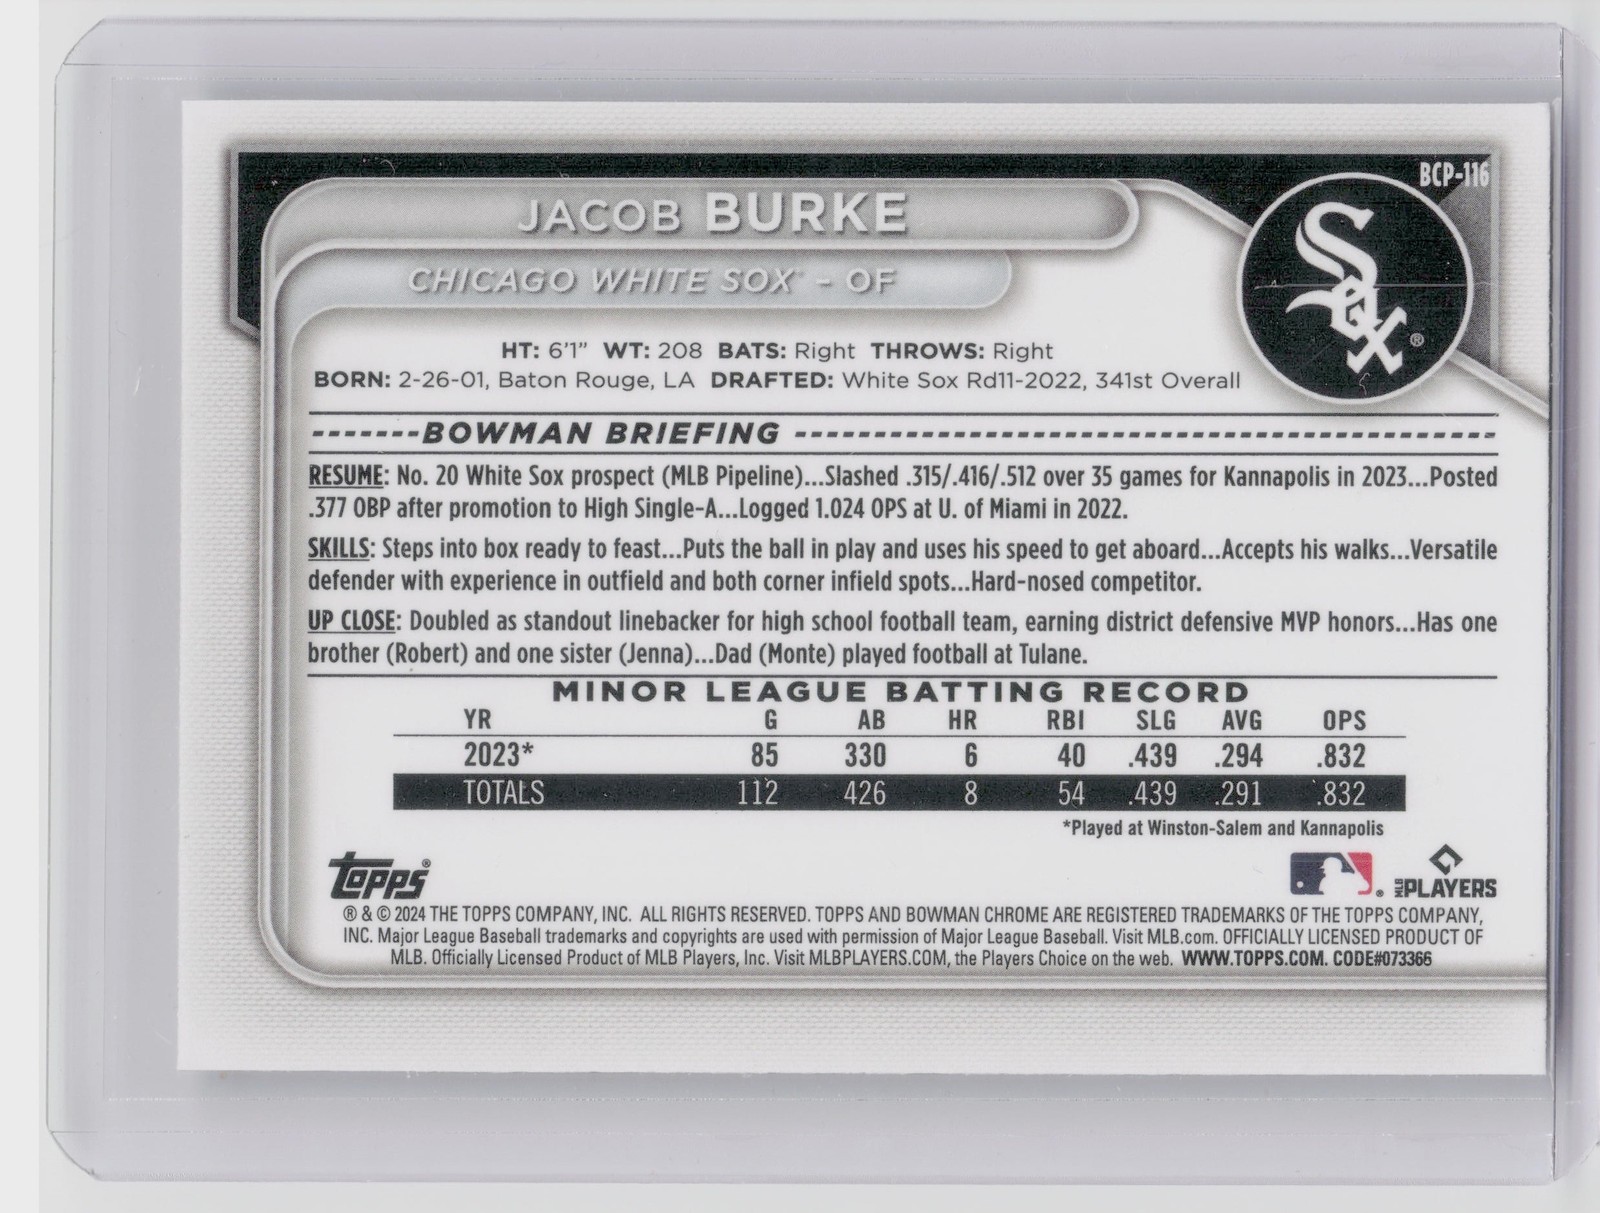 BCP-116
JACOB BURKE
CHICAGO WHITE SOX - OF
Sox®
HT: 6'1" WT: 208 BATS: Right THROWS: Right
BORN: 2-26-01, Baton Rouge, LA DRAFTED: White Sox Rd11-2022, 341st Overall
-------BOWMAN BRIEFING --------------------------------------------
RESUME: No. 20 White Sox prospect (MLB Pipeline)...Slashed .315/.416/.512 over 35 games for Kannapolis in 2023...Posted
.377 OBP after promotion to High Single-A...Logged 1.024 OPS at U. of Miami in 2022.
SKILLS: Steps into box ready to feast...Puts the ball in play and uses his speed to get aboard...Accepts his walks...Versatile
defender with experience in outfield and both corner infield spots...Hard-nosed competitor.
UP CLOSE: Doubled as standout linebacker for high school football team, earning district defensive MVP honors...Has one
brother (Robert) and one sister (Jenna)...Dad (Monte) played football at Tulane.
MINOR LEAGUE BATTING RECORD
YR G AB HR RBI SLG AVG OPS
2023* 85 330 6 40 .439 .294 .832
TOTALS 112 426 8 54 .439 .291 .832
*Played at Winston-Salem and Kannapolis
Topps® ® MLB PLAYERS
® & © 2024 THE TOPPS COMPANY, INC. ALL RIGHTS RESERVED. TOPPS AND BOWMAN CHROME ARE REGISTERED TRADEMARKS OF THE TOPPS COMPANY,
INC. Major League Baseball trademarks and copyrights are used with permission of Major League Baseball. Visit MLB.com. OFFICIALLY LICENSED PRODUCT OF
MLB. Officially Licensed Product of MLB Players, Inc. Visit MLBPLAYERS.COM, the Players Choice on the web. WWW.TOPPS.COM. CODE#073366